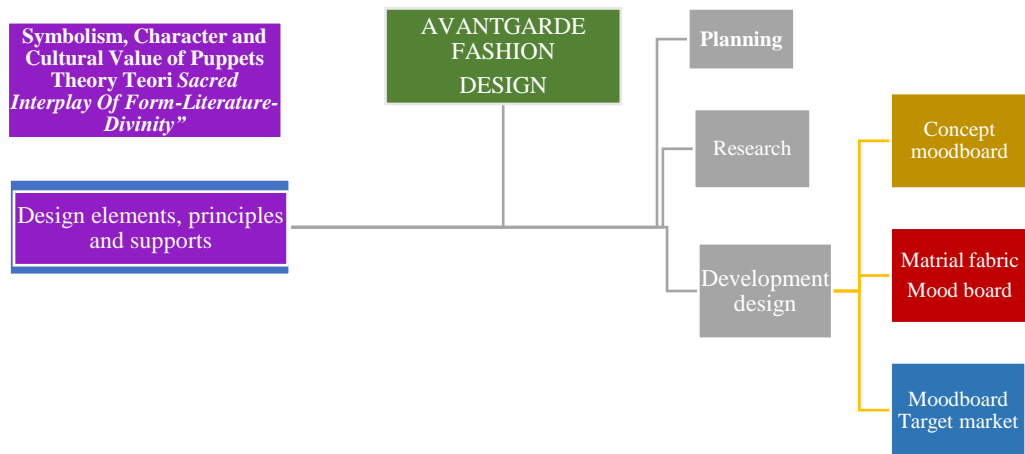 Symbolism, Character and
Cultural Value of Puppets
Theory Teori Sacred
Interplay Of Form-Literature-
Divinity”
AVANTGARDE
FASHION
DESIGN
Planning
Research
Concept
moodboard
Design elements, principles
and supports
Development
design
Matrial fabric
Mood board
Moodboard
Target market